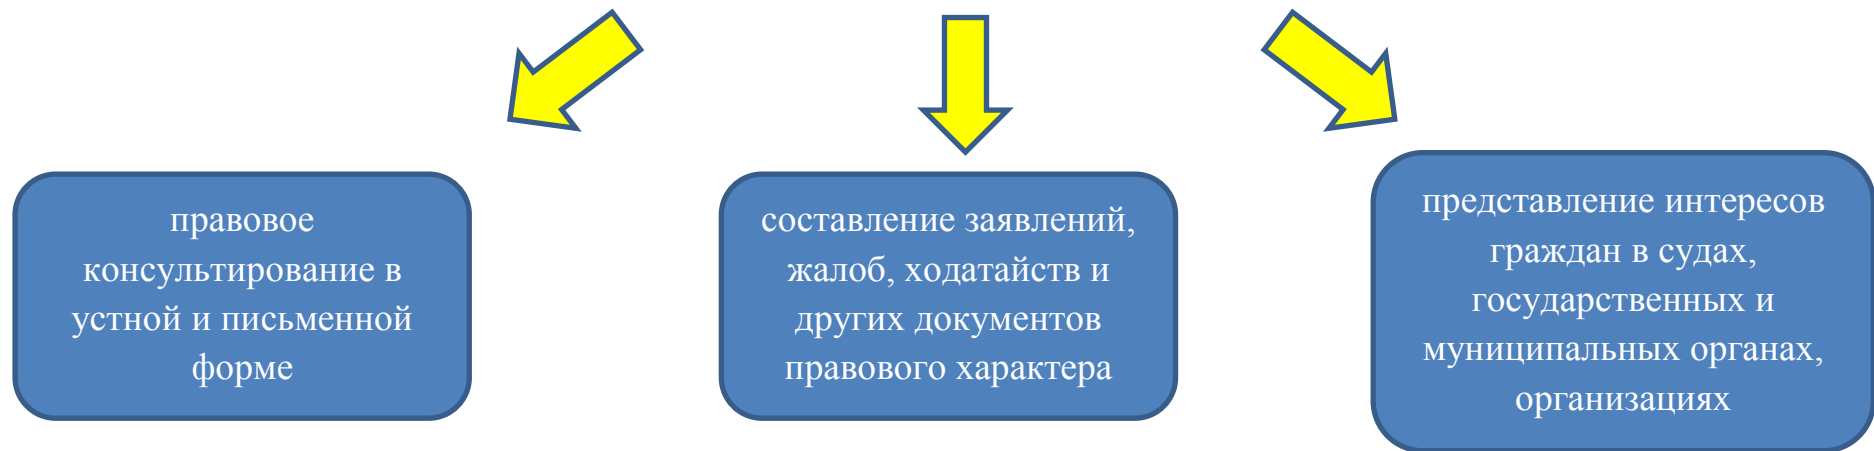 правовое
консультирование в
устной и письменной
форме
составление заявлений,
жалоб, ходатайств и
других документов
правового характера
представление интересов
граждан в судах,
государственных и
муниципальных органах,
организациях